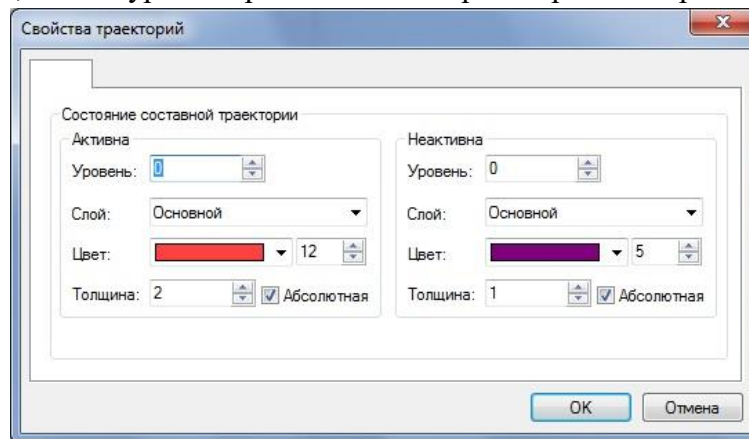 Свойства траекторий
Состояние составной траектории
Активна
Уровень: 0
Слой: Основной
Цвет: 12
Толщина: 2 Абсолютная
Неактивна
Уровень: 0
Слой: Основной
Цвет: 5
Толщина: 1 Абсолютная
OK Отмена